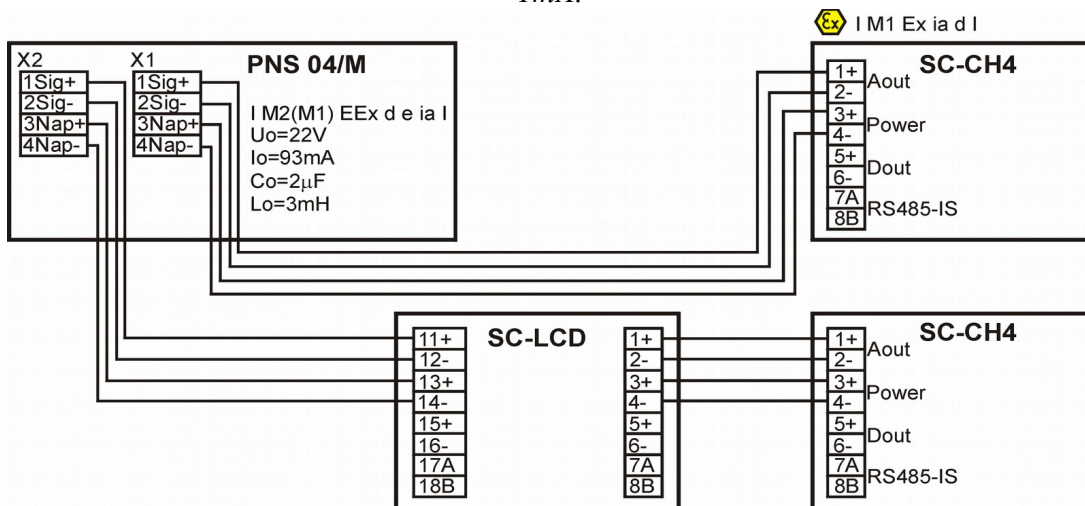 1mA.
Ex I M1 Ex ia d I
X2
1Sig+
2Sig-
3Nap+
4Nap-
X1
1Sig+
2Sig-
3Nap+
4Nap-
PNS 04/M
I M2(M1) EEx d e ia I
Uo=22V
Io=93mA
Co=2μF
Lo=3mH
SC-CH4
1+
2-
Aout
3+
4-
Power
5+
6-
Dout
7A
8B
RS485-IS
SC-LCD
11+
12-
13+
14-
15+
16-
17A
18B
1+
2-
3+
4-
5+
6-
7A
8B
SC-CH4
1+
2-
Aout
3+
4-
Power
5+
6-
Dout
7A
8B
RS485-IS